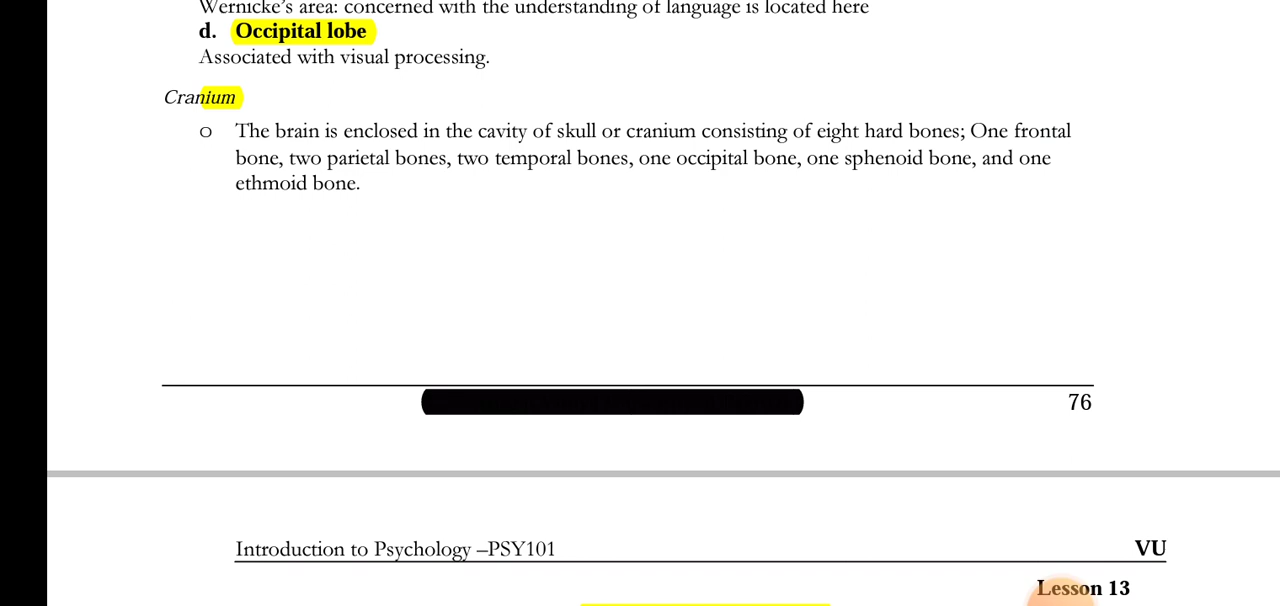 Wernicke's area: concerned with the understanding of language is located here
d. Occipital lobe
Associated with visual processing.
Cranium
o The brain is enclosed in the cavity of skull or cranium consisting of eight hard bones; One frontal
bone, two parietal bones, two temporal bones, one occipital bone, one sphenoid bone, and one
ethmoid bone.
76
Introduction to Psychology –PSY101 VU
Lesson 13